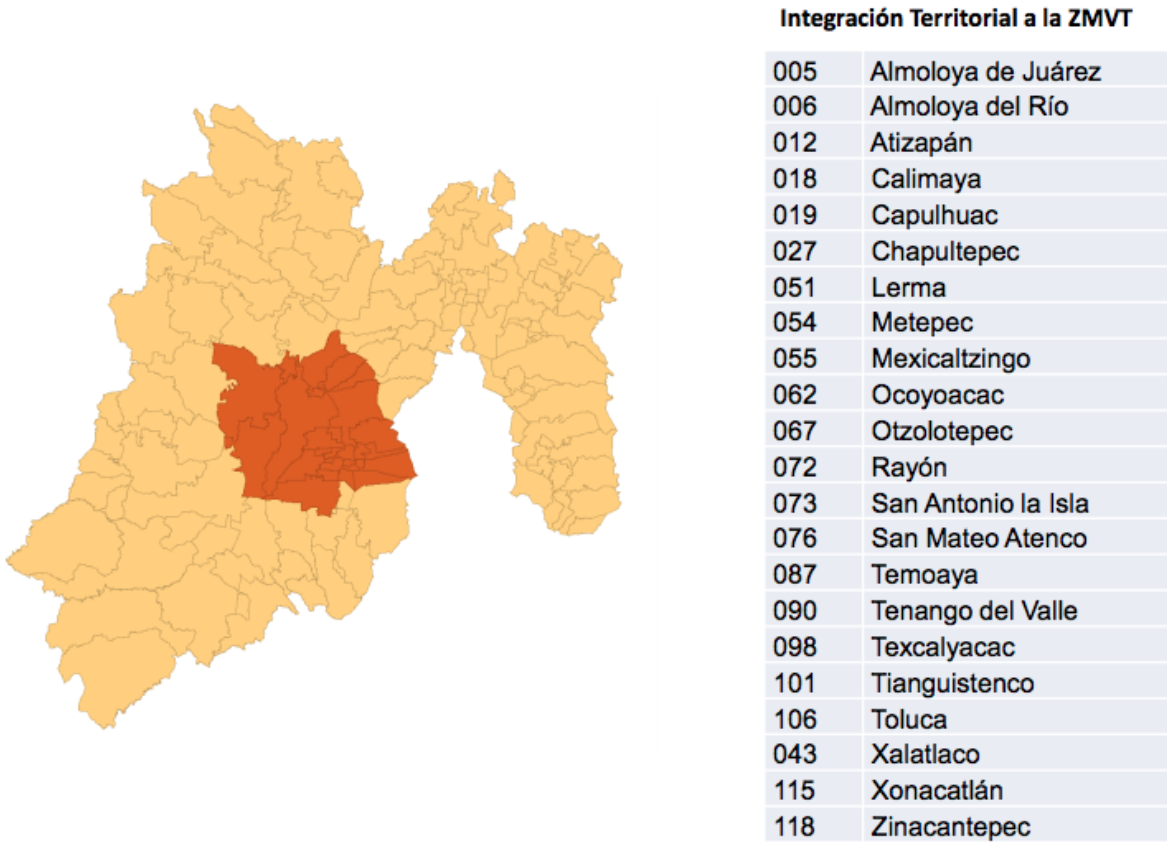 Integración Territorial a la ZMVT
005 Almoloya de Juárez
006 Almoloya del Río
012 Atizapán
018 Calimaya
019 Capulhuac
027 Chapultepec
051 Lerma
054 Metepec
055 Mexicaltzingo
062 Ocoyoacac
067 Otzolotepec
072 Rayón
073 San Antonio la Isla
076 San Mateo Atenco
087 Temoaya
090 Tenango del Valle
098 Texcalyacac
101 Tianguistenco
106 Toluca
043 Xalatlaco
115 Xonacatlán
118 Zinacantepec